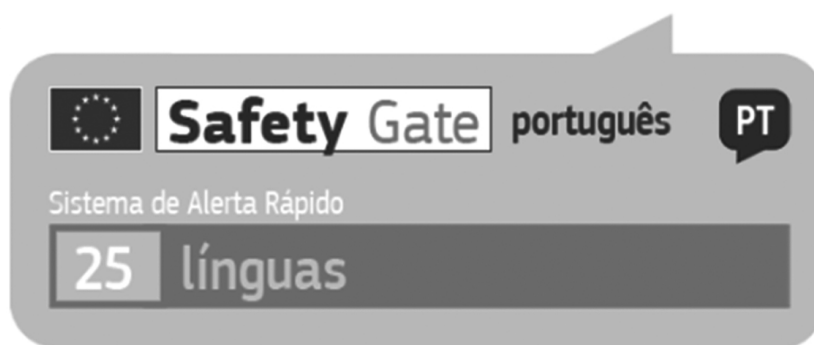 Safety Gate português PT
Sistema de Alerta Rápido
25 línguas